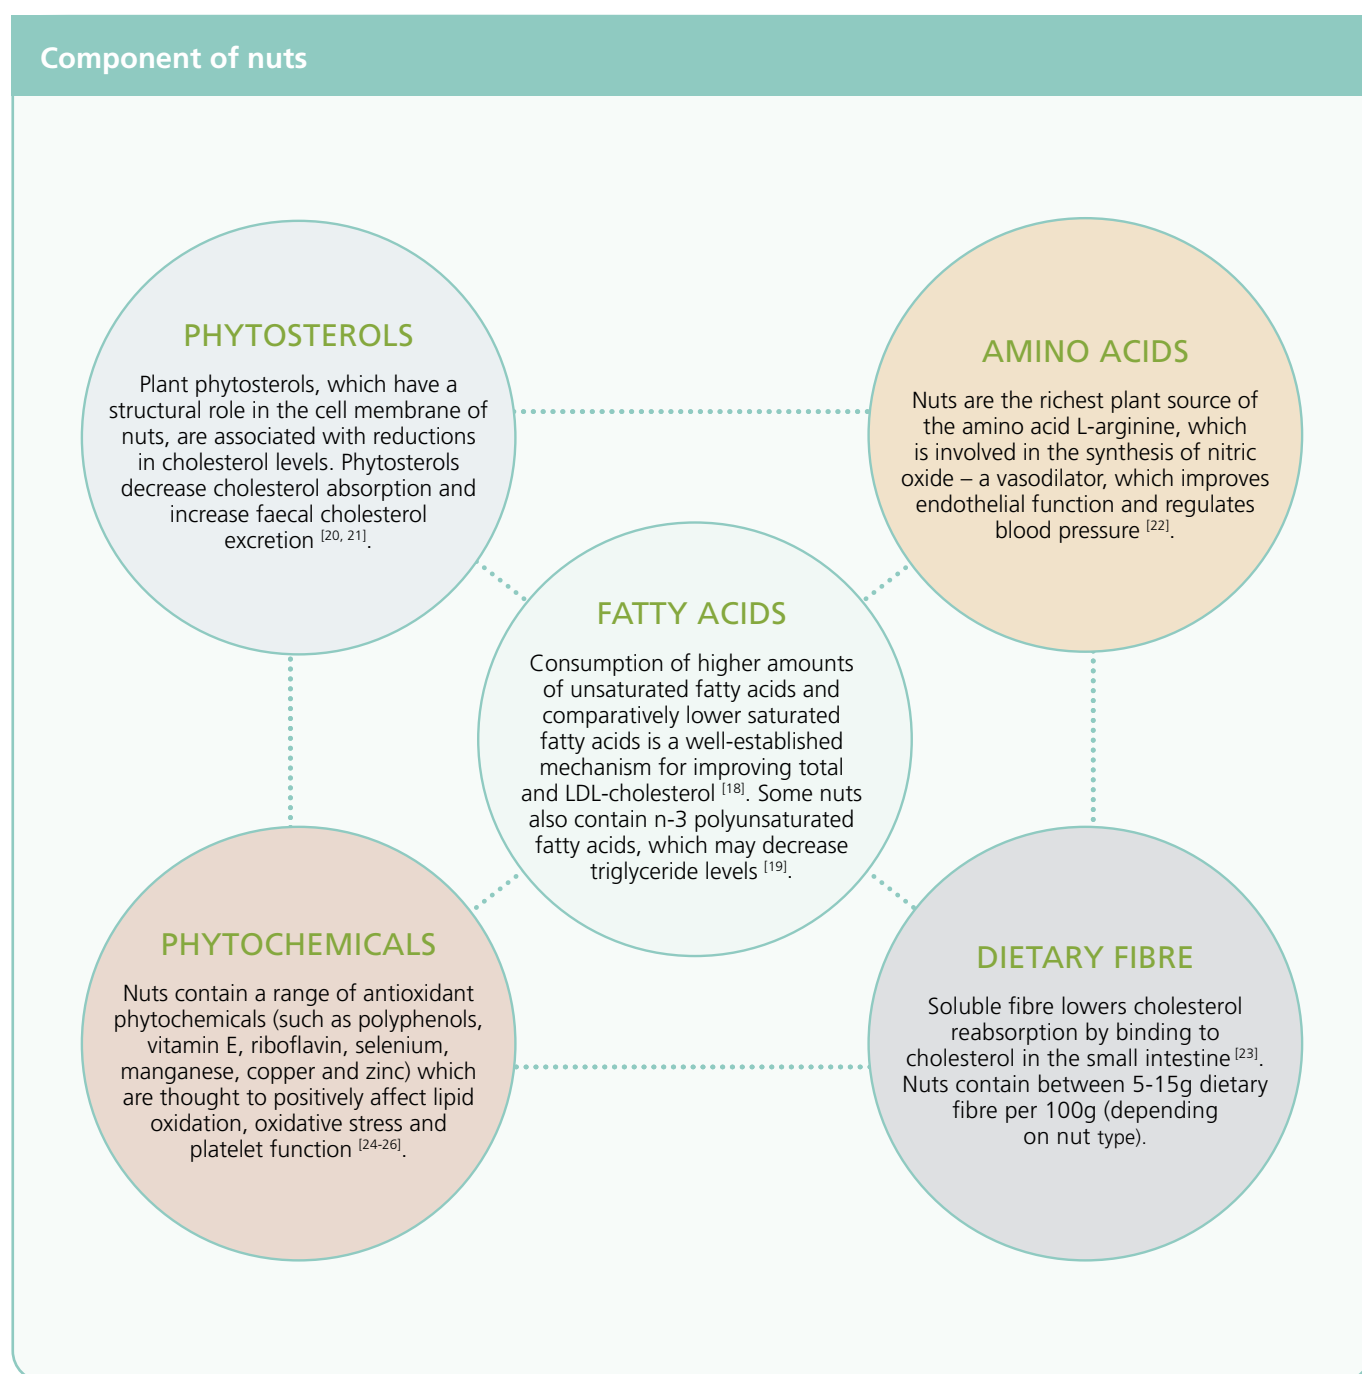 Component of nuts
PHYTOSTEROLS
Plant phytosterols, which have a
structural role in the cell membrane of
nuts, are associated with reductions
in cholesterol levels. Phytosterols
decrease cholesterol absorption and
increase faecal cholesterol
excretion [20, 21].
AMINO ACIDS
Nuts are the richest plant source of
the amino acid L-arginine, which
is involved in the synthesis of nitric
oxide – a vasodilator, which improves
endothelial function and regulates
blood pressure [22].
FATTY ACIDS
Consumption of higher amounts
of unsaturated fatty acids and
comparatively lower saturated
fatty acids is a well-established
mechanism for improving total
and LDL-cholesterol [18]. Some nuts
also contain n-3 polyunsaturated
fatty acids, which may decrease
triglyceride levels [19].
PHYTOCHEMICALS
Nuts contain a range of antioxidant
phytochemicals (such as polyphenols,
vitamin E, riboflavin, selenium,
manganese, copper and zinc) which
are thought to positively affect lipid
oxidation, oxidative stress and
platelet function [24-26].
DIETARY FIBRE
Soluble fibre lowers cholesterol
reabsorption by binding to
cholesterol in the small intestine [23].
Nuts contain between 5-15g dietary
fibre per 100g (depending
on nut type).